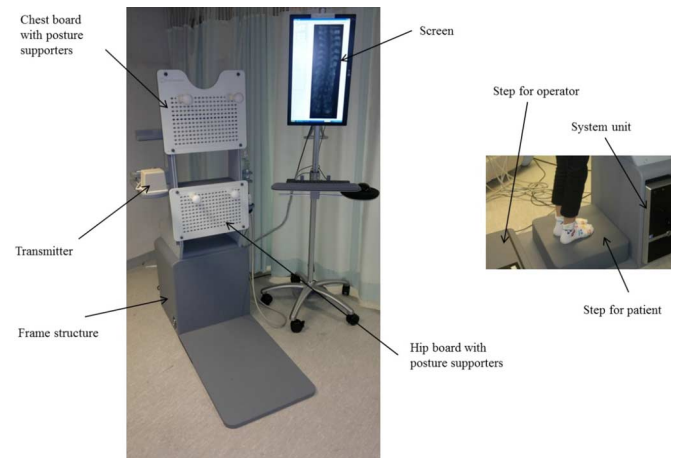 Chest board
with posture
supporters
Screen
Step for operator
System unit
Transmitter
Step for patient
Frame structure
Hip board with
posture supporters